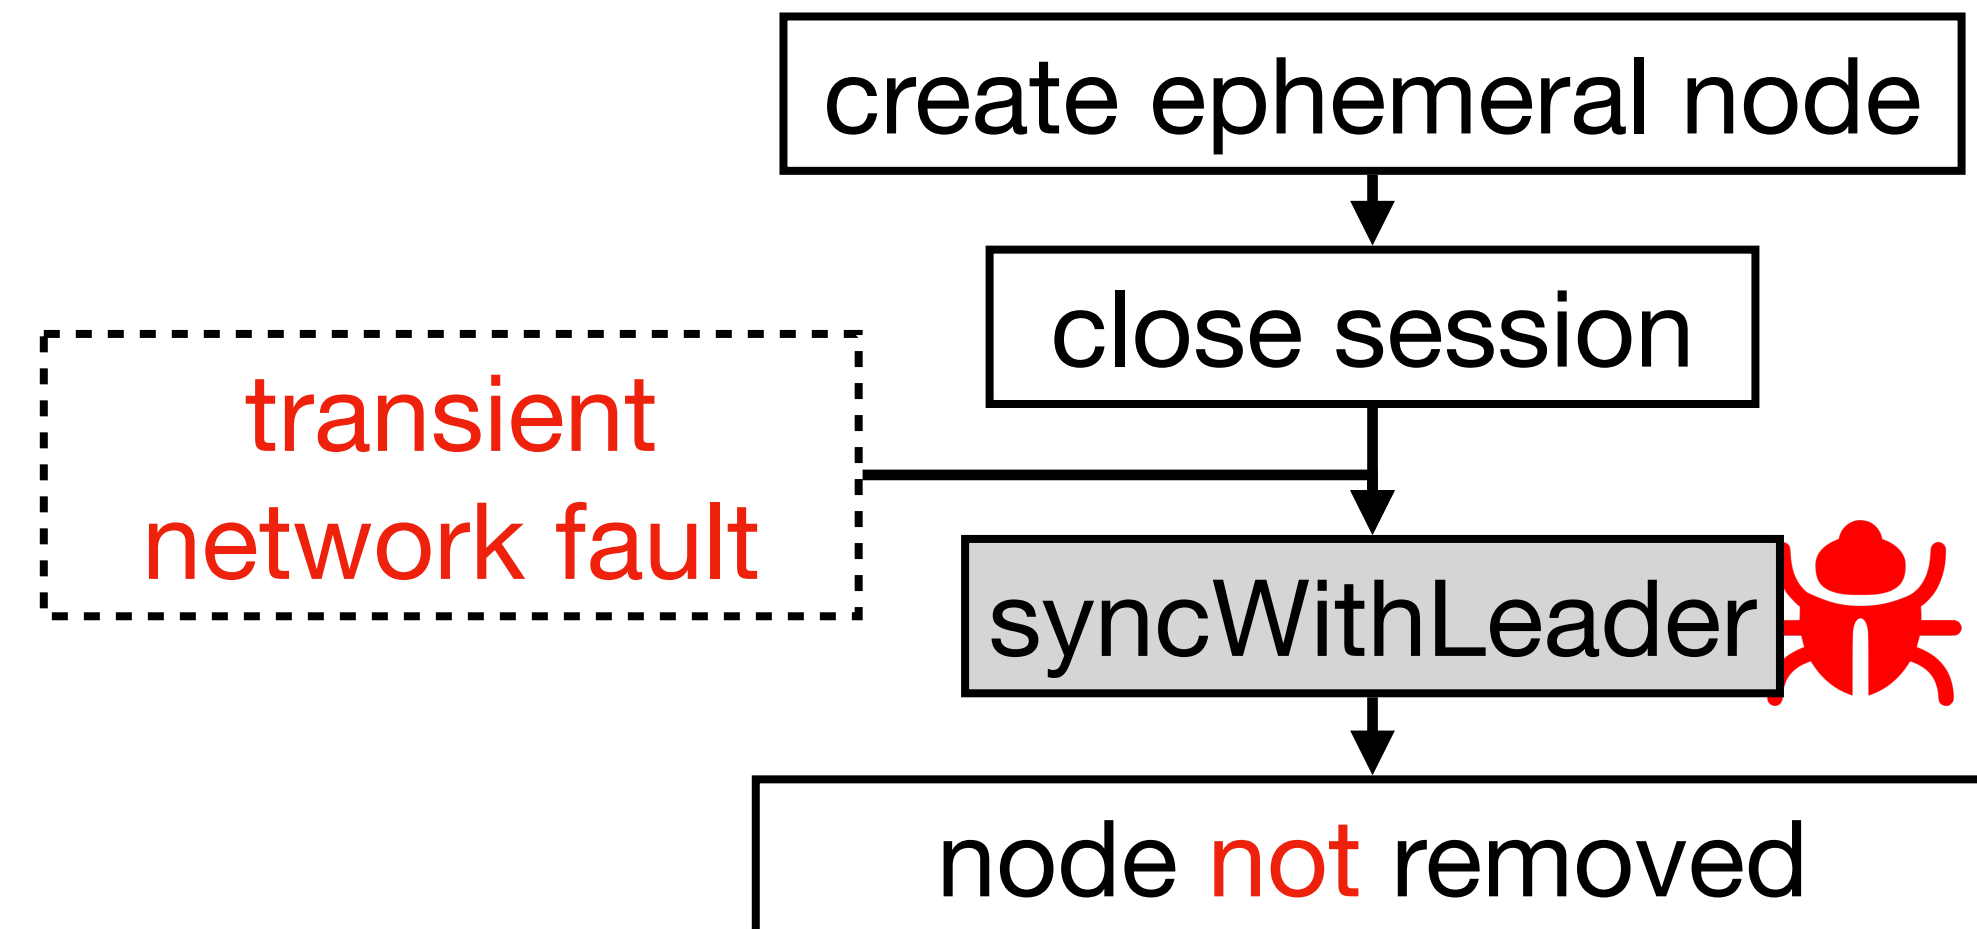 create ephemeral node
close session
transient
network fault
syncWithLeader
node not removed